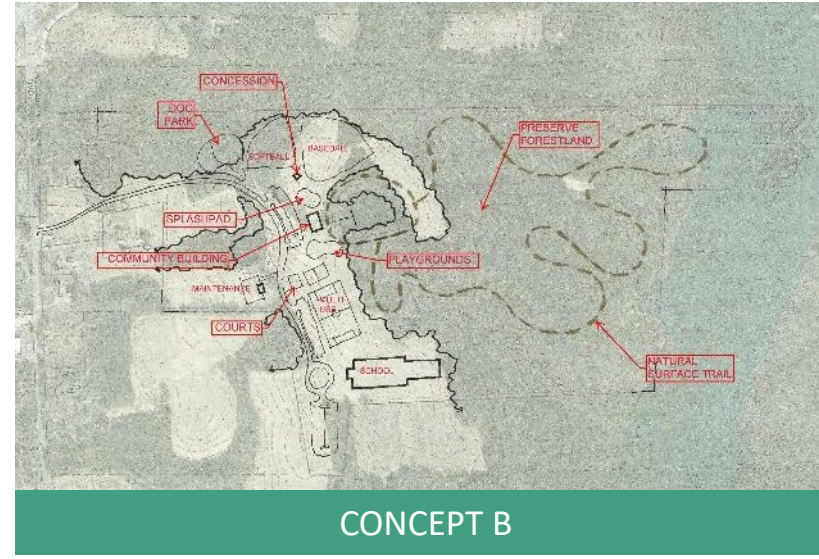 CONCESSION
DOG
PARK
PRESERVE
FORESTLAND
BASEBALL
SOFTBALL
SPLASHPAD
COMMUNITY BUILDING
PLAYGROUNDS
MAINTENANCE
MULTI
USE
COURTS
SCHOOL
NATURAL
SURFACE TRAIL
CONCEPT B